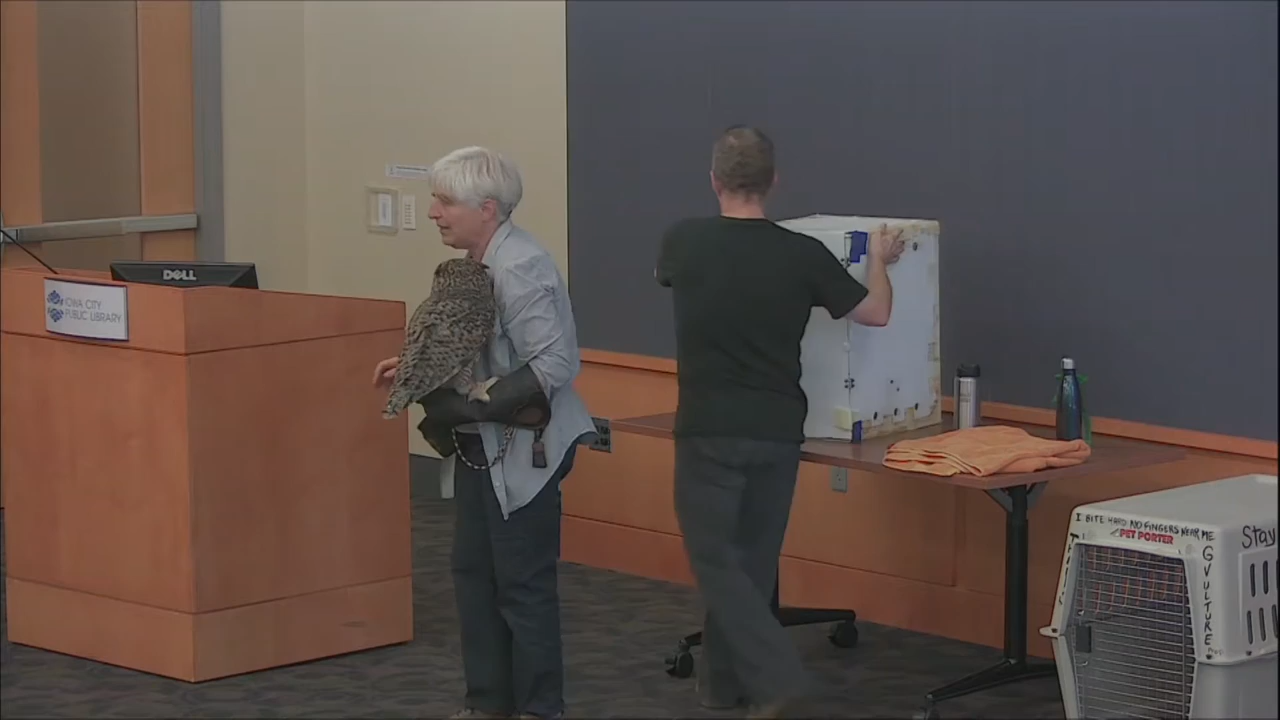 DELL
IOWA CITY
PUBLIC LIBRARY
I BITE HARD NO FINGERS NEAR ME
PET PORTER
Stay
VULTURE